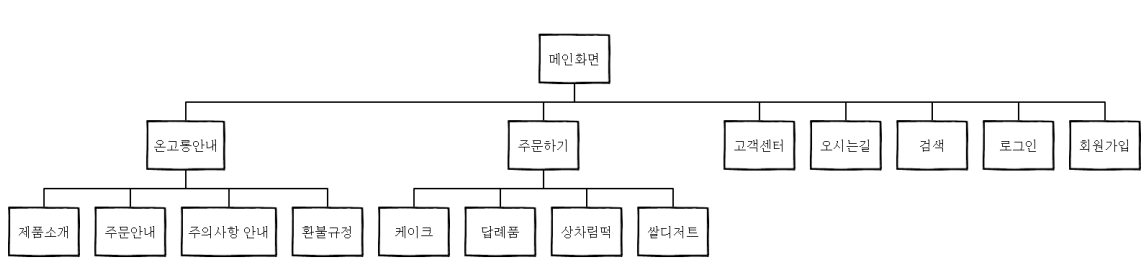 메인화면
온고롱안내
주문하기
고객센터
오시는길
검색
로그인
회원가입
제품소개
주문안내
주의사항 안내
환불규정
케이크
답례품
상차림떡
쌀디저트